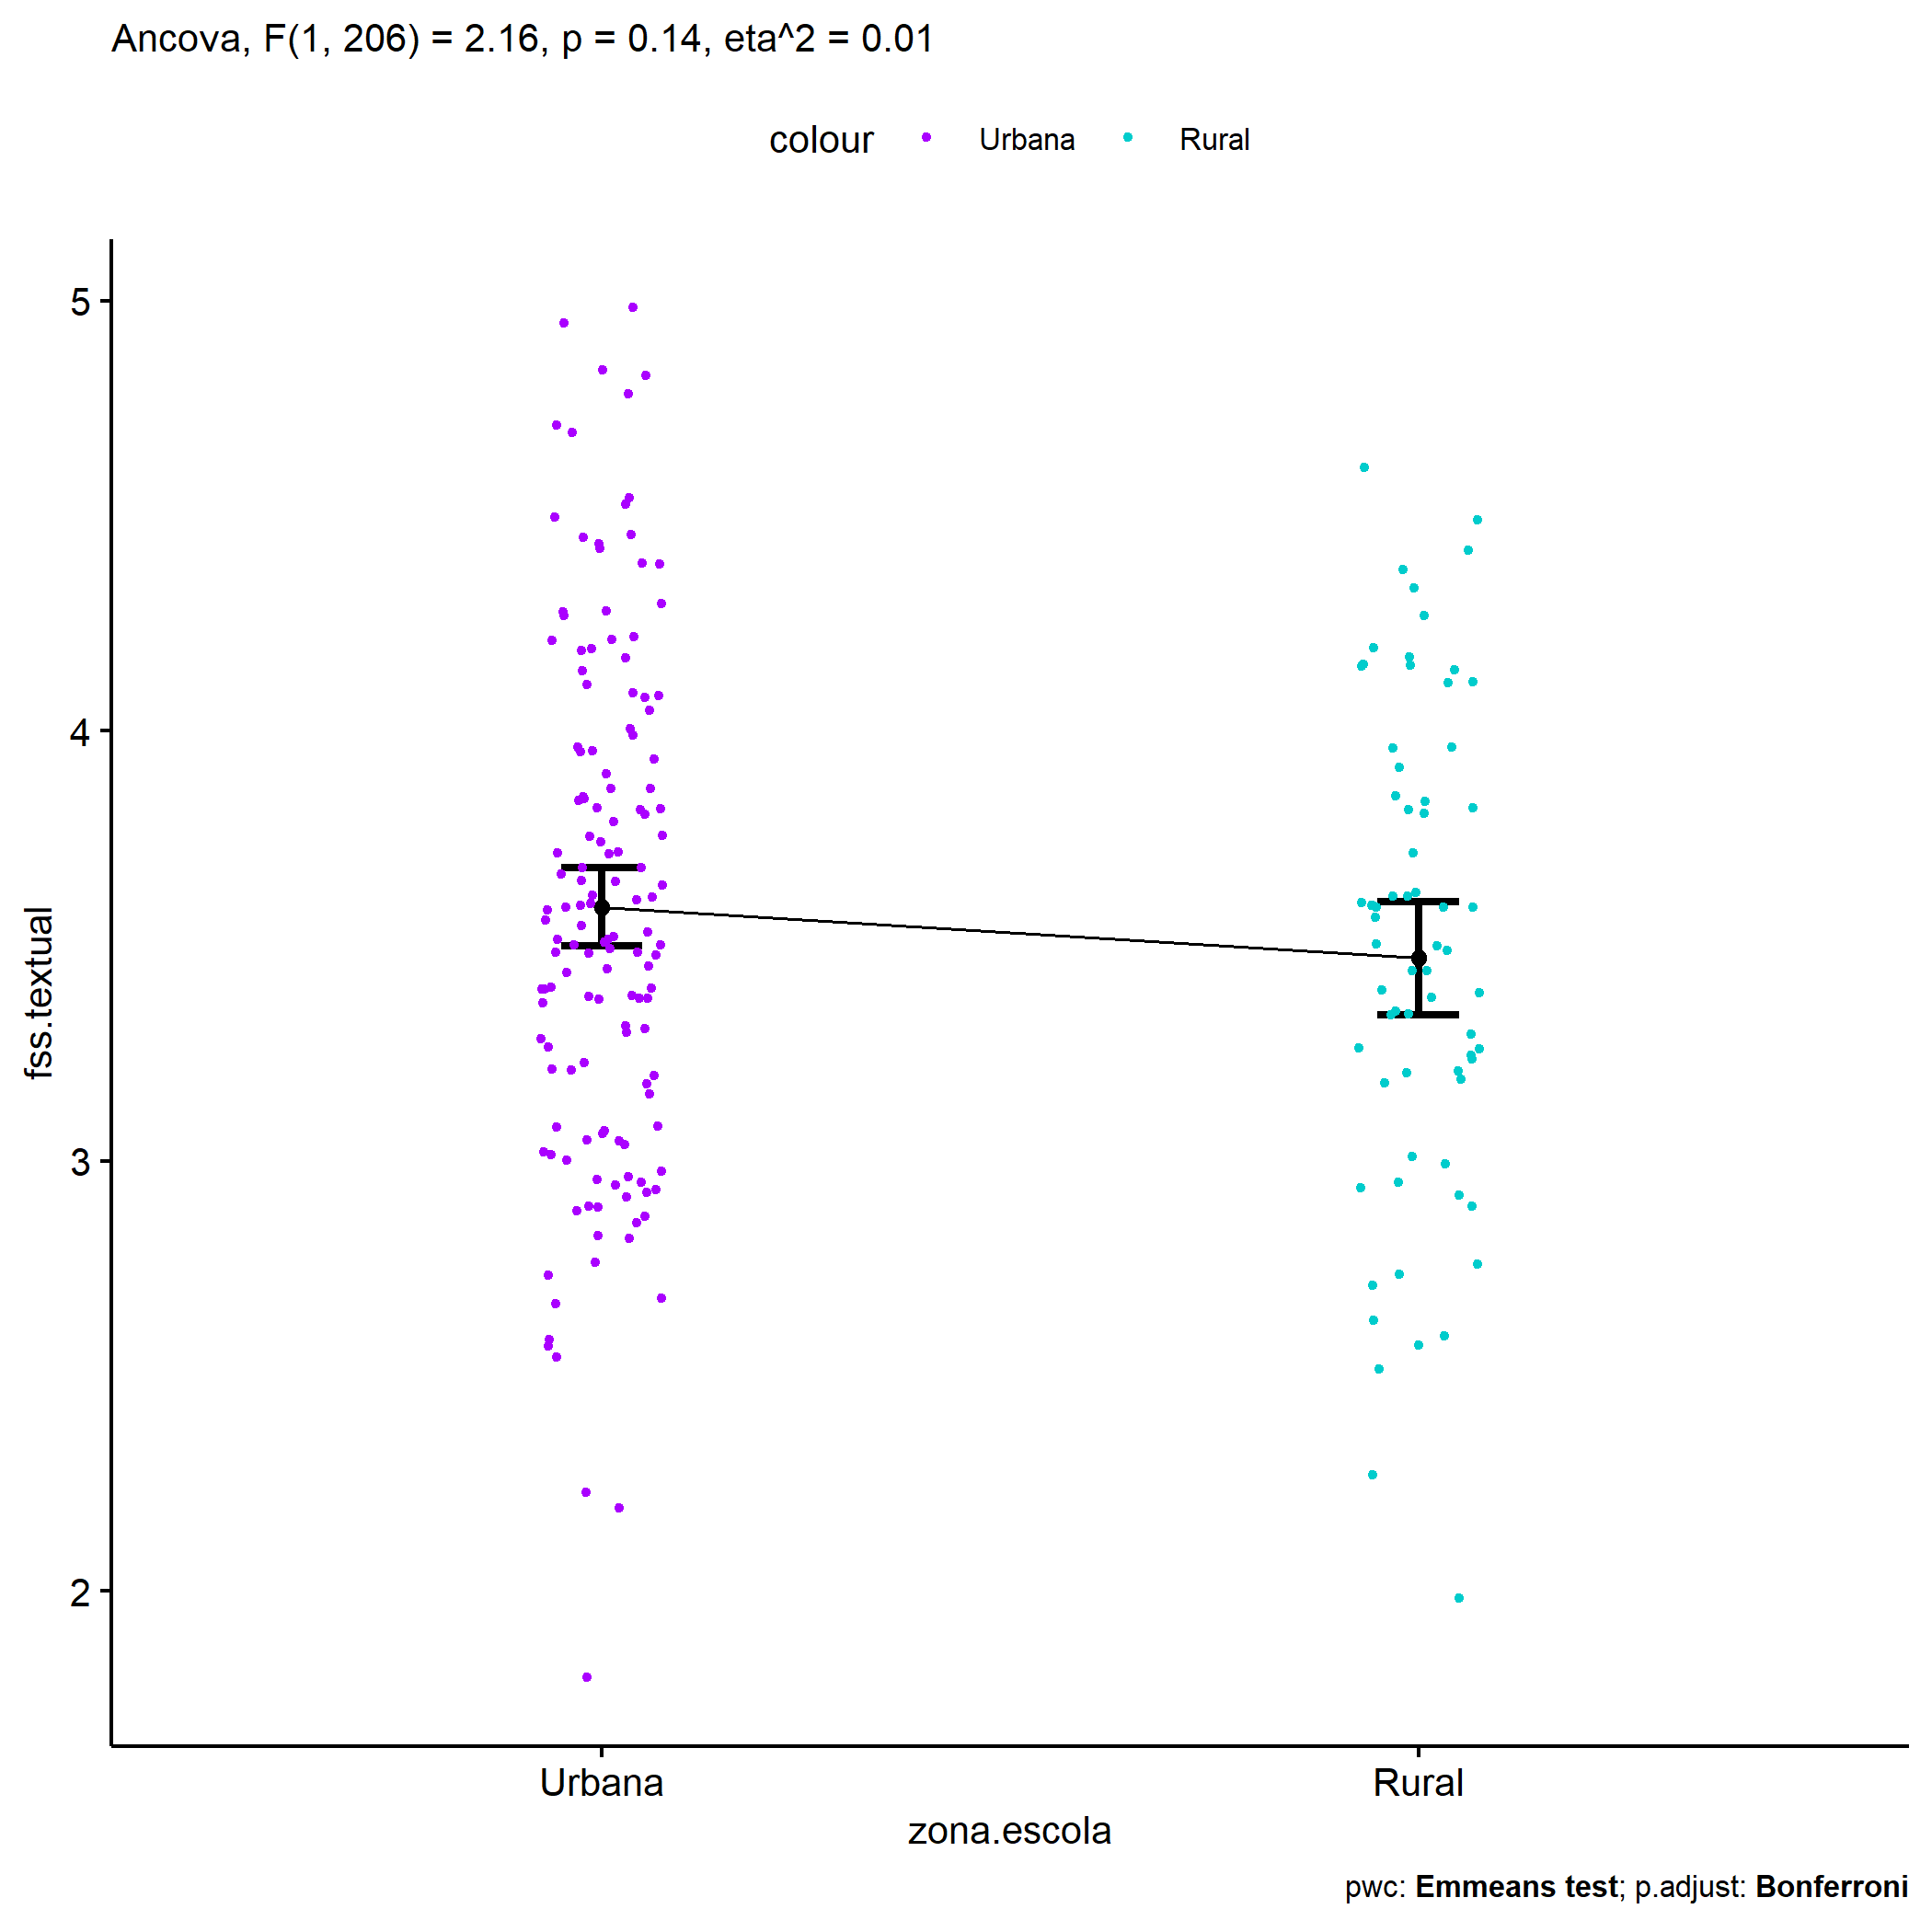 Ancova, F(1, 206) = 2.16, p = 0.14, eta^2 = 0.01
colour Urbana Rural
5
4
3
2
fss.textual
Urbana Rural
zona.escola
pwc: Emmeans test; p.adjust: Bonferroni